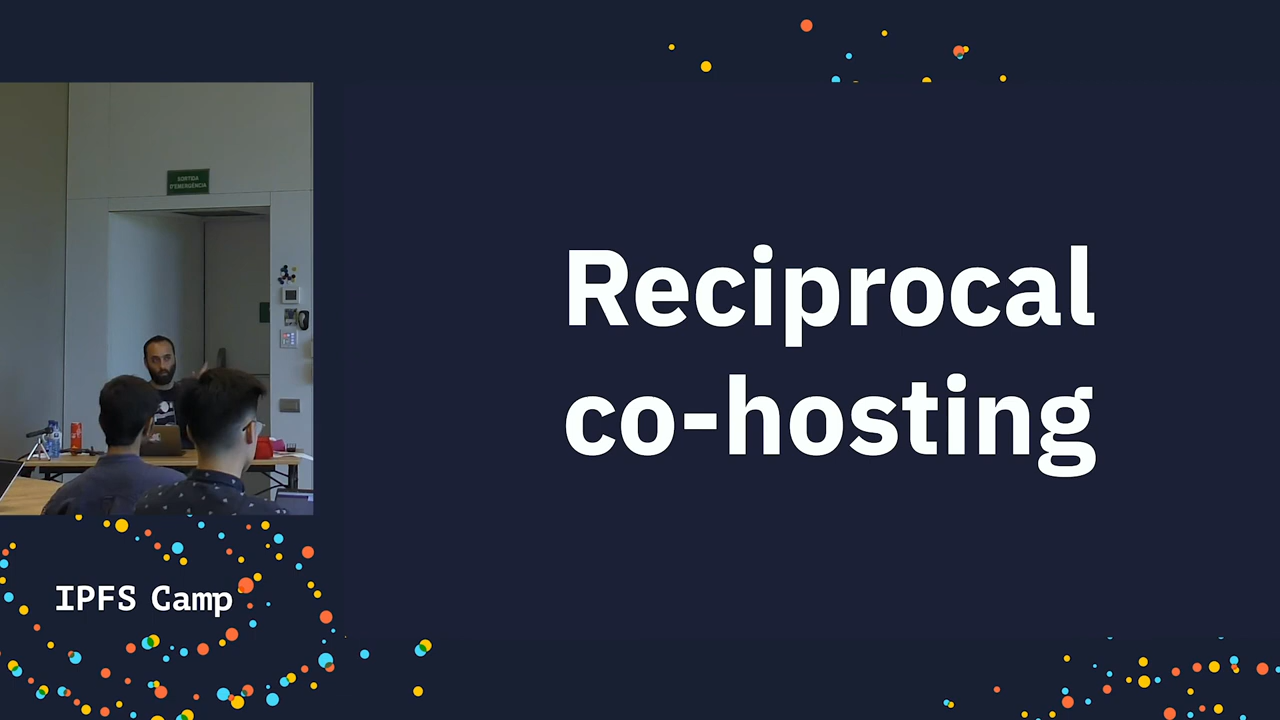 SORTIDA
D'EMERGÈNCIA
Reciprocal
co-hosting
IPFS Camp